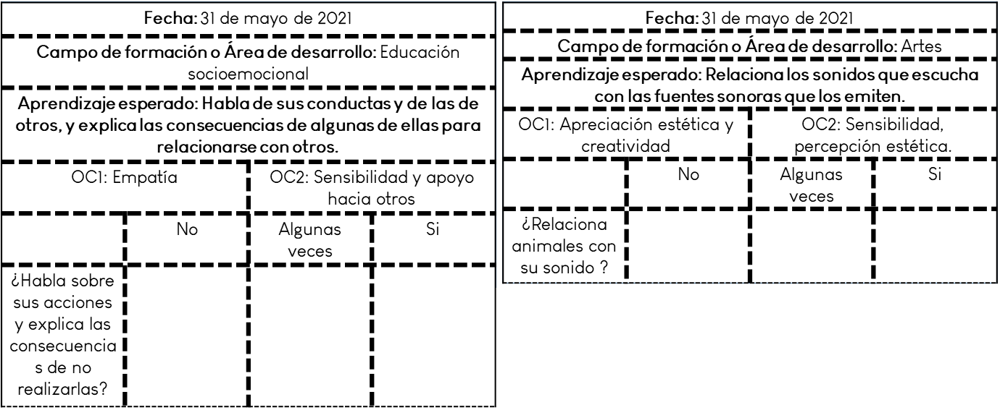 Fecha: 31 de mayo de 2021
Campo de formación o Área de desarrollo: Educación
socioemocional
Aprendizaje esperado: Habla de sus conductas y de las de
otros, y explica las consecuencias de algunas de ellas para
relacionarse con otros.
OC1: Empatía
OC2: Sensibilidad y apoyo
hacia otros
No
Algunas
veces
Si
¿Habla sobre
sus acciones
y explica las
consecuencia
s de no
realizarlas?
Fecha: 31 de mayo de 2021
Campo de formación o Área de desarrollo: Artes
Aprendizaje esperado: Relaciona los sonidos que escucha
con las fuentes sonoras que los emiten.
OC1: Apreciación estética y
creatividad
OC2: Sensibilidad,
percepción estética.
No
Algunas
veces
Si
¿Relaciona
animales con
su sonido ?